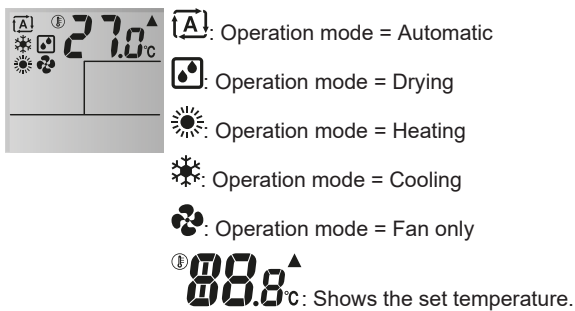 A 27.0°C
A: Operation mode = Automatic
: Operation mode = Drying
: Operation mode = Heating
: Operation mode = Cooling
: Operation mode = Fan only
88.8°C: Shows the set temperature.